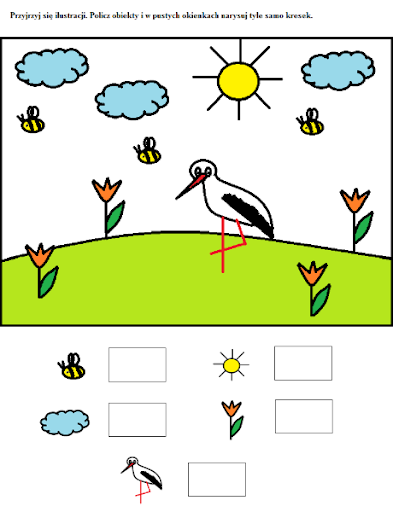 Przyjrzyj się ilustracji. Policz obiekty i w pustych okienkach narysuj tyle samo kresek.